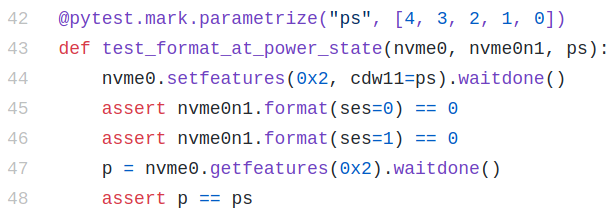 42 @pytest.mark.parametrize("ps", [4, 3, 2, 1, 0])
43 def test_format_at_power_state(nvme0, nvme0n1, ps):
44     nvme0.setfeatures(0x2, cdw11=ps).waitdone()
45     assert nvme0n1.format(ses=0) == 0
46     assert nvme0n1.format(ses=1) == 0
47     p = nvme0.getfeatures(0x2).waitdone()
48     assert p == ps